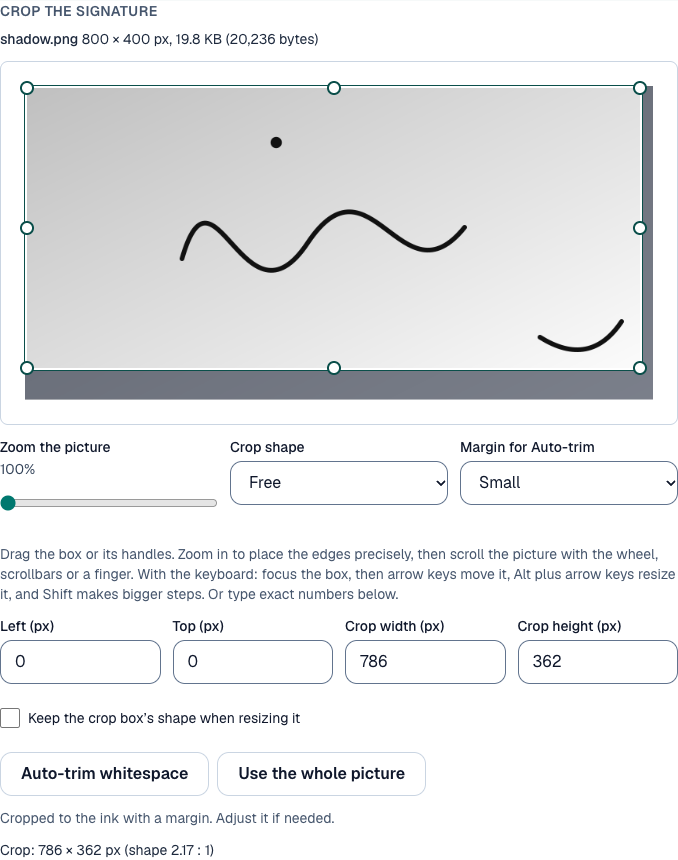 CROP THE SIGNATURE
shadow.png 800 × 400 px, 19.8 KB (20,236 bytes)
Zoom the picture
100%
Crop shape
Free
Margin for Auto-trim
Small
Drag the box or its handles. Zoom in to place the edges precisely, then scroll the picture with the wheel,
scrollbars or a finger. With the keyboard: focus the box, then arrow keys move it, Alt plus arrow keys resize
it, and Shift makes bigger steps. Or type exact numbers below.
Left (px)
0
Top (px)
0
Crop width (px)
786
Crop height (px)
362
Keep the crop box’s shape when resizing it
Auto-trim whitespace
Use the whole picture
Cropped to the ink with a margin. Adjust it if needed.
Crop: 786 × 362 px (shape 2.17 : 1)